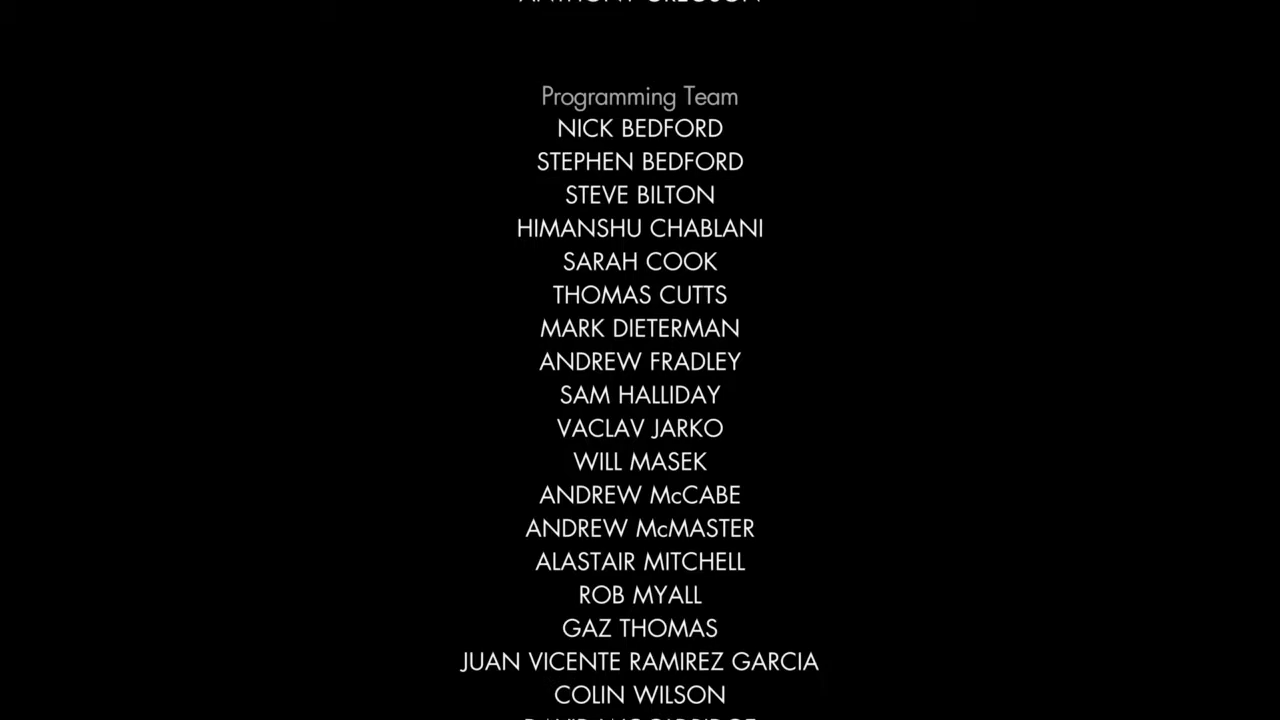 Programming Team
NICK BEDFORD
STEPHEN BEDFORD
STEVE BILTON
HIMANSHU CHABLANI
SARAH COOK
THOMAS CUTTS
MARK DIETERMAN
ANDREW FRADLEY
SAM HALLIDAY
VACLAV JARKO
WILL MASEK
ANDREW McCABE
ANDREW McMASTER
ALASTAIR MITCHELL
ROB MYALL
GAZ THOMAS
JUAN VICENTE RAMIREZ GARCIA
COLIN WILSON